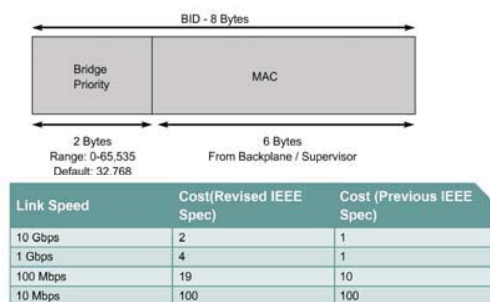 BID - 8 Bytes
Bridge Priority
MAC
2 Bytes
Range: 0-65,535
Default: 32,768
6 Bytes
From Backplane / Supervisor
Link Speed
Cost(Revised IEEE Spec)
Cost (Previous IEEE Spec)
10 Gbps 2 1
1 Gbps 4 1
100 Mbps 19 10
10 Mbps 100 100